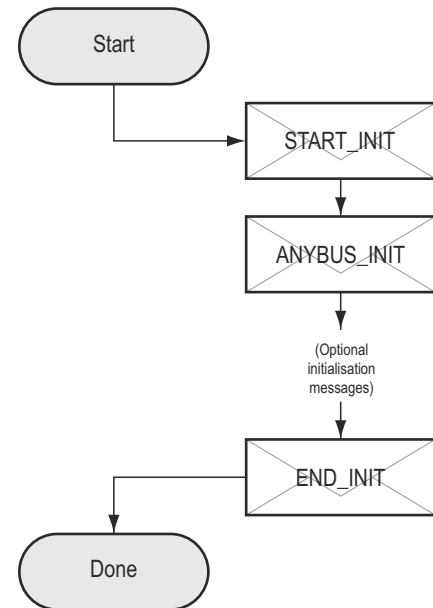 Start
START_INIT
ANYBUS_INIT
(Optional
initialisation
messages)
END_INIT
Done